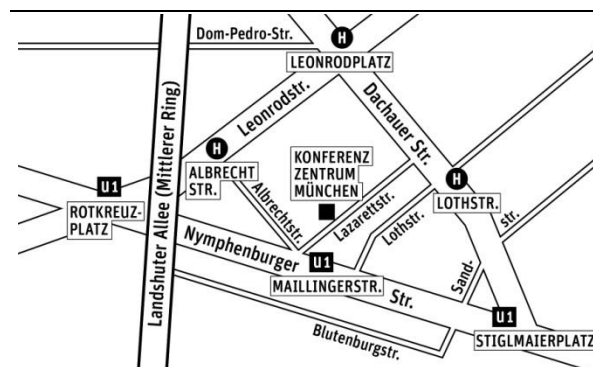 Dom-Pedro-Str.
H
LEONRODPLATZ
Landshuter Allee (Mittlerer Ring)
Leonrodstr.
Dachauer Str.
H
ALBRECHT
STR.
KONFERENZ
ZENTRUM
MÜNCHEN
H
LOTHSTR.
U1
ROTKREUZ-
PLATZ
Albrechtstr.
Lazarettstr.
Lothstr.
Sand-
str.
Nymphenburger
Str.
U1
MAILLINGERSTR.
U1
STIGLMAIERPLATZ
Blutenburgstr.